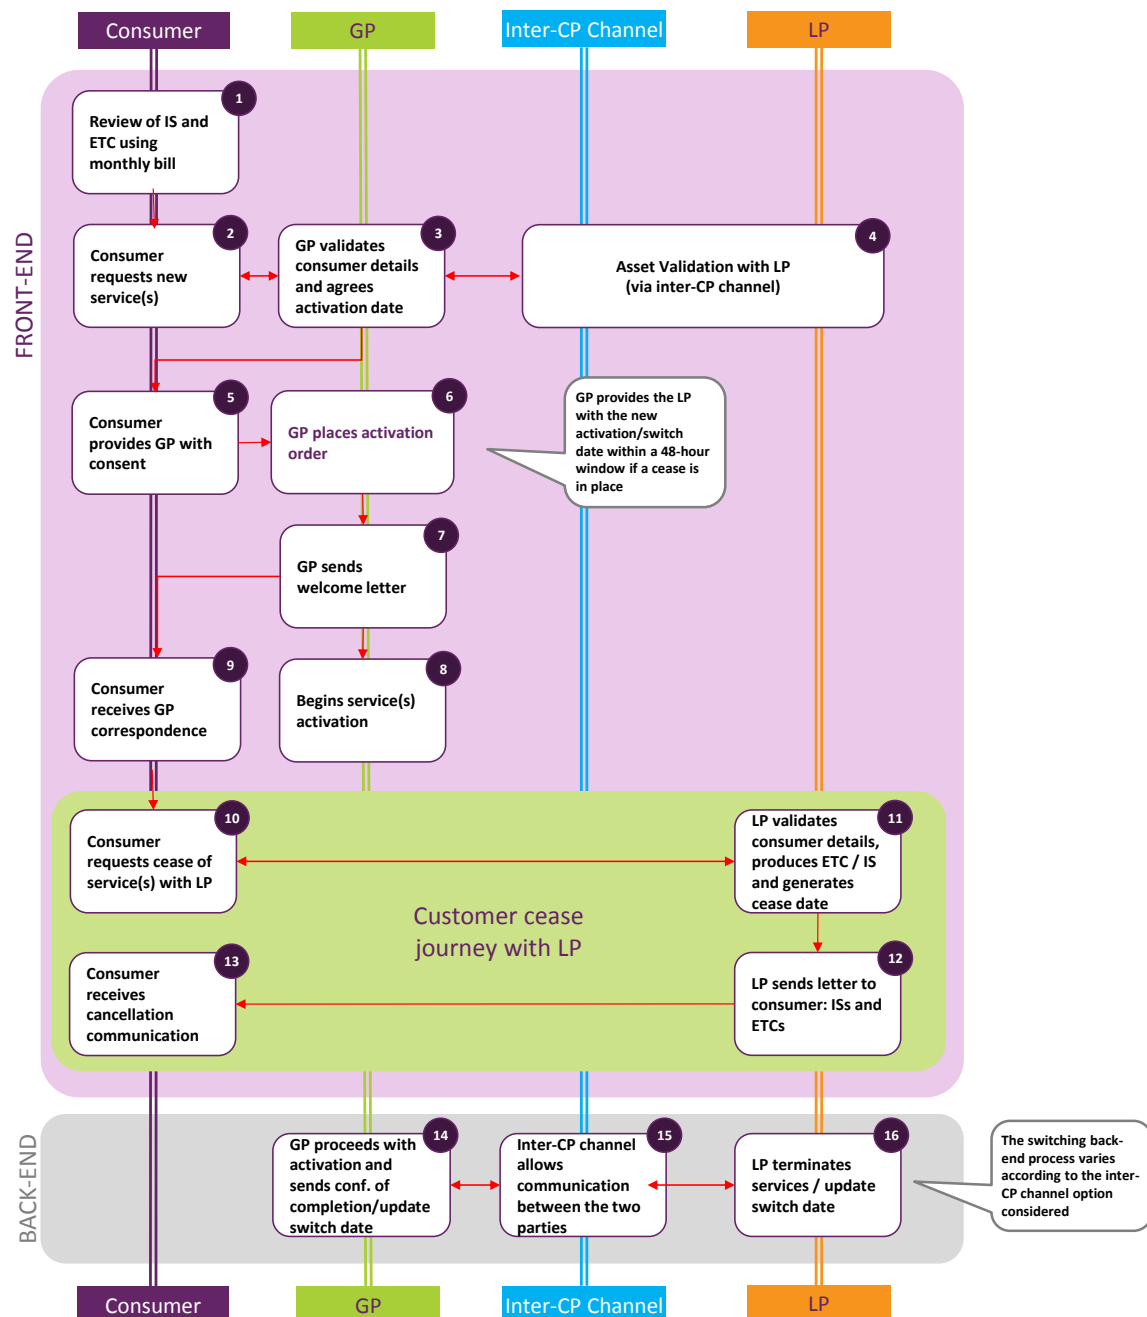 Consumer
GP
Inter-CP Channel
LP
FRONT-END
1
Review of IS and
ETC using
monthly bill
2
Consumer
requests new
service(s)
3
GP validates
consumer details
and agrees
activation date
4
Asset Validation with LP
(via inter-CP channel)
5
Consumer
provides GP with
consent
6
GP places activation
order
GP provides the LP
with the new
activation/switch
date within a 48-hour
window if a cease is
in place
7
GP sends
welcome letter
9
Consumer
receives GP
correspondence
8
Begins service(s)
activation
10
Consumer
requests cease of
service(s) with LP
11
LP validates
consumer details,
produces ETC / IS
and generates
cease date
Customer cease
journey with LP
13
Consumer
receives
cancellation
communication
12
LP sends letter to
consumer: ISs and
ETCs
BACK-END
14
GP proceeds with
activation and
sends conf. of
completion/update
switch date
15
Inter-CP channel
allows
communication
between the two
parties
16
LP terminates
services / update
switch date
The switching back-
end process varies
according to the inter-
CP channel option
considered
Consumer
GP
Inter-CP Channel
LP